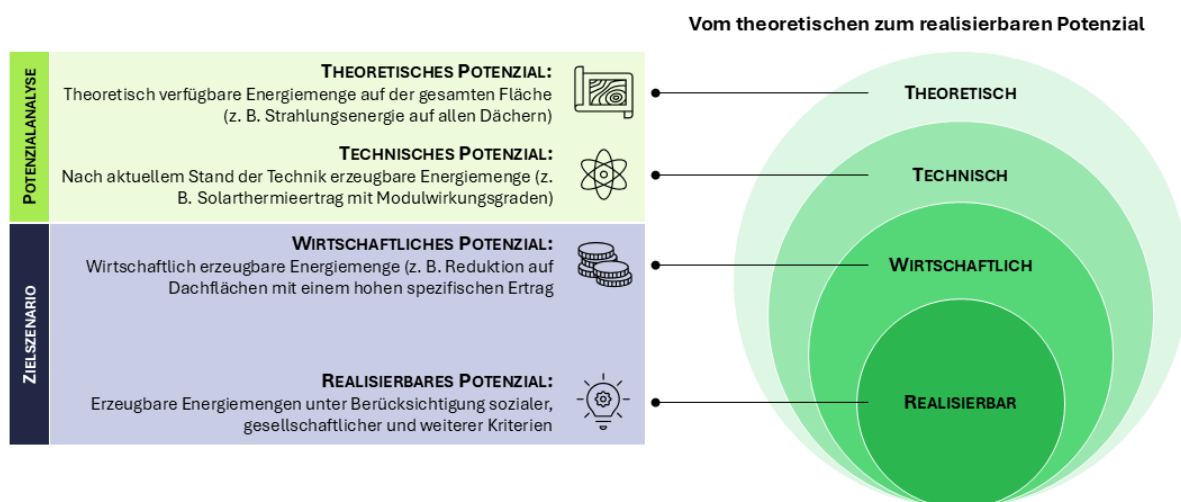 Vom theoretischen zum realisierbaren Potenzial
POTENZIALANALYSE
THEORETISCHES POTENZIAL:
Theoretisch verfügbare Energiemenge auf der gesamten Fläche
(z. B. Strahlungsenergie auf allen Dächern)
TECHNISCHES POTENZIAL:
Nach aktuellem Stand der Technik erzeugbare Energiemenge (z.
B. Solarthermieertrag mit Modulwirkungsgraden)
ZIELSZENARIO
WIRTSCHAFTLICHES POTENZIAL:
Wirtschaftlich erzeugbare Energiemenge (z. B. Reduktion auf
Dachflächen mit einem hohen spezifischen Ertrag
REALISIERBARES POTENZIAL:
Erzeugbare Energiemengen unter Berücksichtigung sozialer,
gesellschaftlicher und weiterer Kriterien
THEORETISCH
TECHNISCH
WIRTSCHAFTLICH
REALISIERBAR